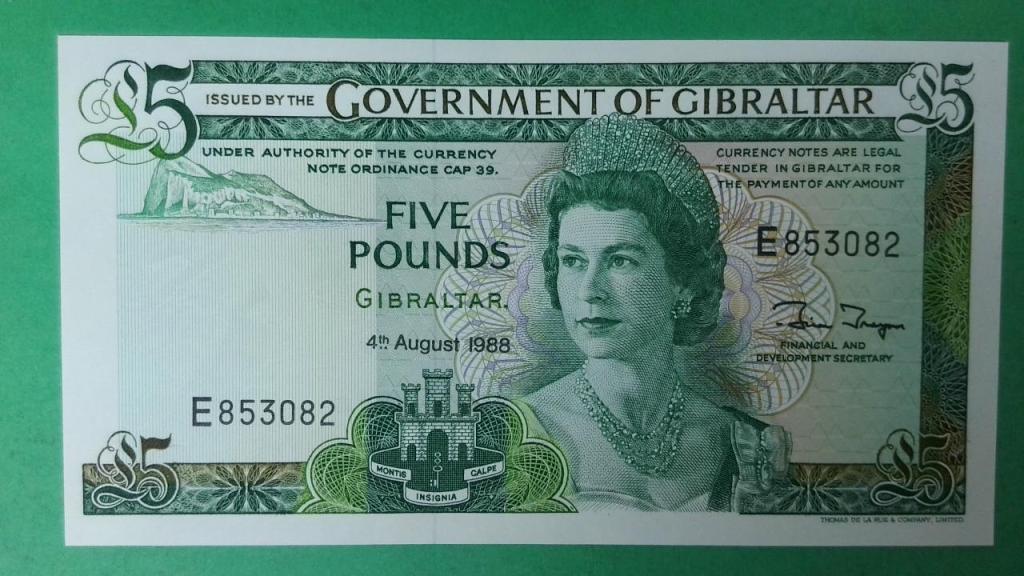 £5 ISSUED BY THE GOVERNMENT OF GIBRALTAR £5
UNDER AUTHORITY OF THE CURRENCY
NOTE ORDINANCE CAP 39.
CURRENCY NOTES ARE LEGAL
TENDER IN GIBRALTAR FOR
THE PAYMENT OF ANY AMOUNT
FIVE
POUNDS
GIBRALTAR.
4th August 1988
E853082
FINANCIAL AND
DEVELOPMENT SECRETARY
E853082
MONTIS CALPE
INSIGNIA
£5 £5
THOMAS DE LA RUE & COMPANY, LIMITED.